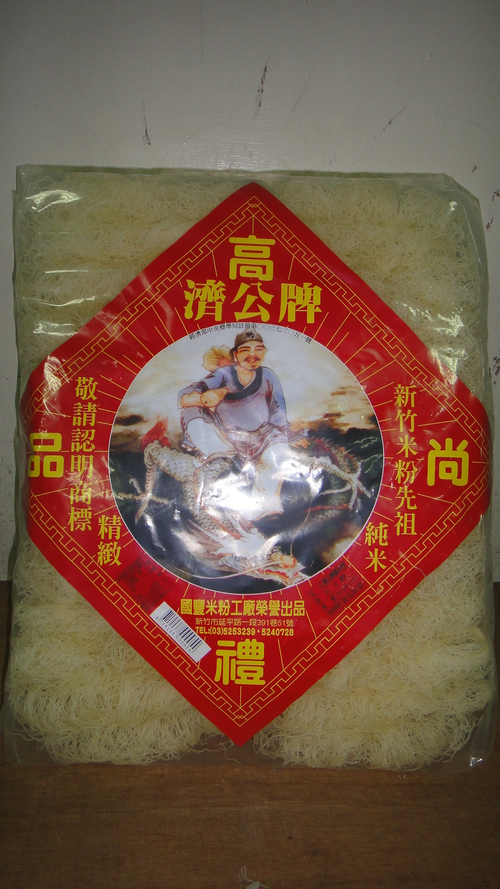 高
濟公牌
尚
品
禮
新竹米粉先祖
純米
敬請認明商標
精緻
國豐米粉工廠榮譽出品
新竹市延平路一段391巷51號
TEL:(03)5253239・5240728